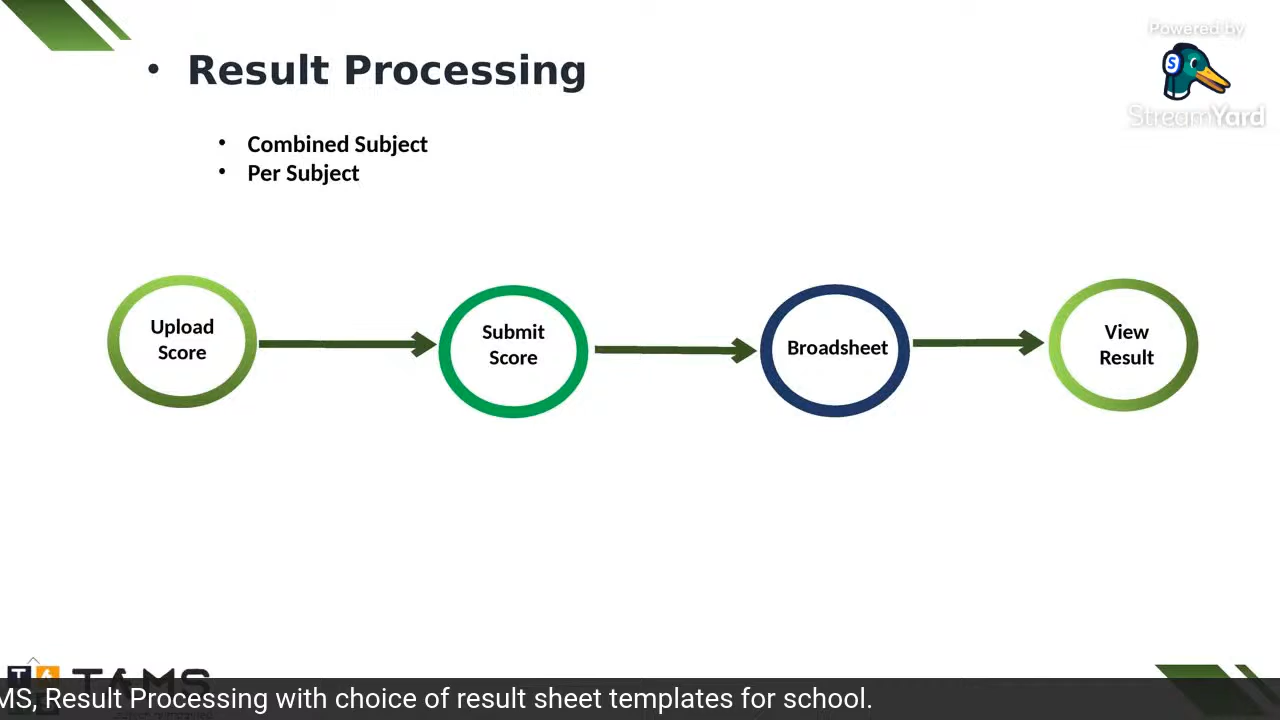 Powered by
StreamYard
Result Processing
Combined Subject
Per Subject
Upload
Score
Submit
Score
Broadsheet
View
Result
TAMS
MS, Result Processing with choice of result sheet templates for school.